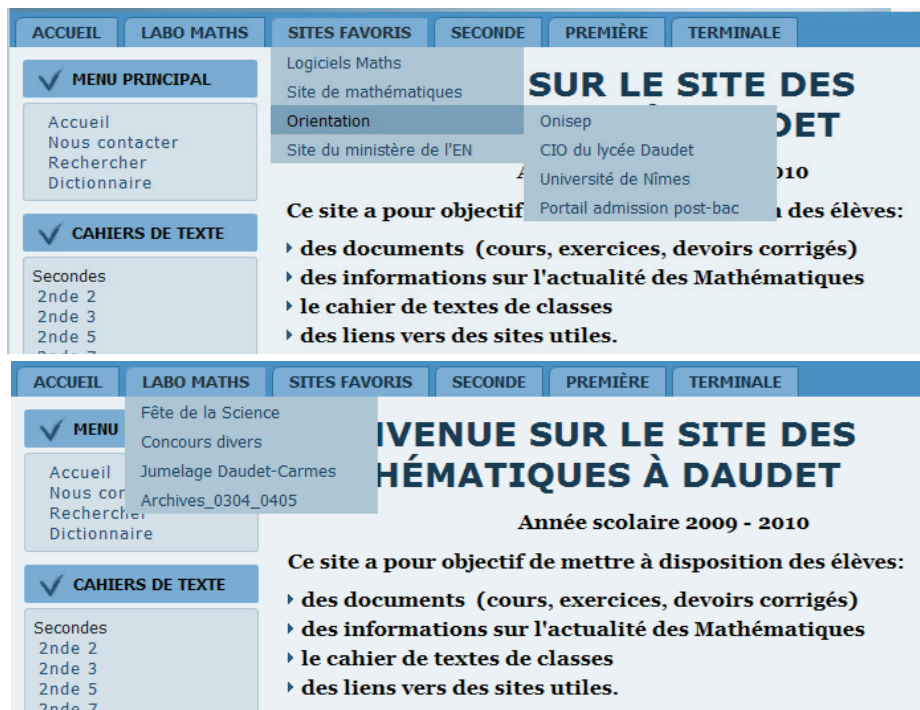 ACCUEIL LABO MATHS SITES FAVORIS SECONDE PREMIÈRE TERMINALE
MENU PRINCIPAL
Accueil
Nous contacter
Rechercher
Dictionnaire
CAHIERS DE TEXTE
Secondes
2nde 2
2nde 3
2nde 5
Logiciels Maths
Site de mathématiques
Orientation
Site du ministère de l'EN
Onisep
CIO du lycée Daudet
Université de Nîmes
Portail admission post-bac
SUR LE SITE DES
DET
010
Ce site a pour objectif des élèves:
des documents (cours, exercices, devoirs corrigés)
des informations sur l'actualité des Mathématiques
le cahier de textes de classes
des liens vers des sites utiles.
ACCUEIL LABO MATHS SITES FAVORIS SECONDE PREMIÈRE TERMINALE
MENU
Accueil
Nous con
Rechercher
Dictionnaire
CAHIERS DE TEXTE
Secondes
2nde 2
2nde 3
2nde 5
2nde 7
Fête de la Science
Concours divers
Jumelage Daudet-Carmes
Archives_0304_0405
VENUE SUR LE SITE DES
HÉMATIQUES À DAUDET
Année scolaire 2009 - 2010
Ce site a pour objectif de mettre à disposition des élèves:
des documents (cours, exercices, devoirs corrigés)
des informations sur l'actualité des Mathématiques
le cahier de textes de classes
des liens vers des sites utiles.